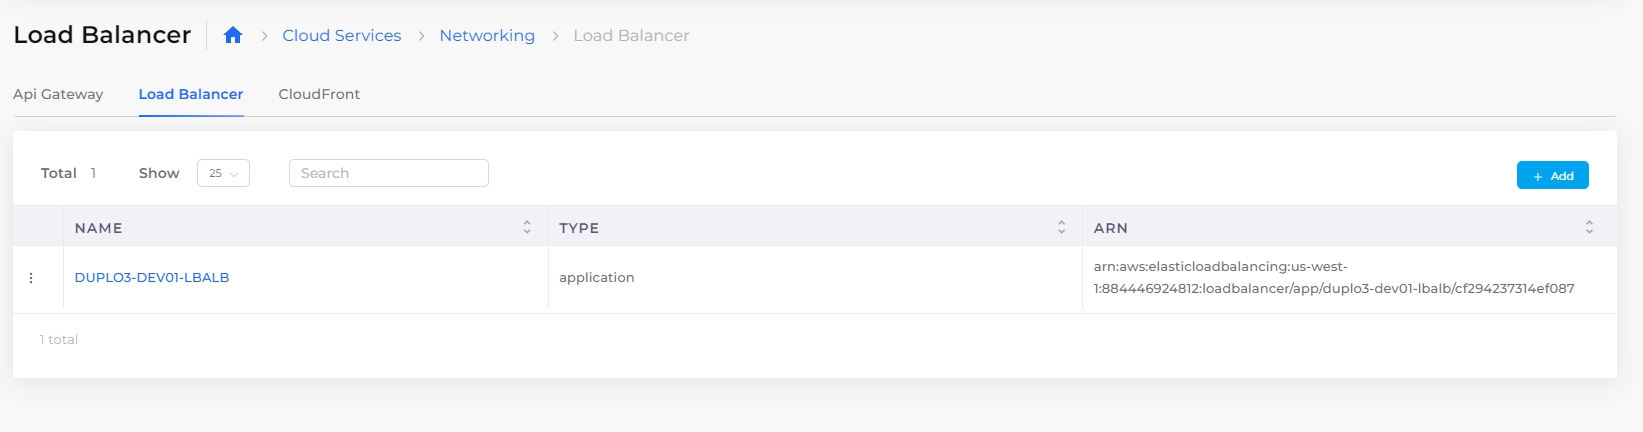 Load Balancer Cloud Services Networking Load Balancer
Api Gateway Load Balancer CloudFront
Total 1 Show 25 Search + Add
NAME TYPE ARN
DUPLO3-DEV01-LBALB application arn:aws:elasticloadbalancing:us-west-
1:884446924812:loadbalancer/app/duplo3-dev01-lbalb/cf294237314ef087
1 total